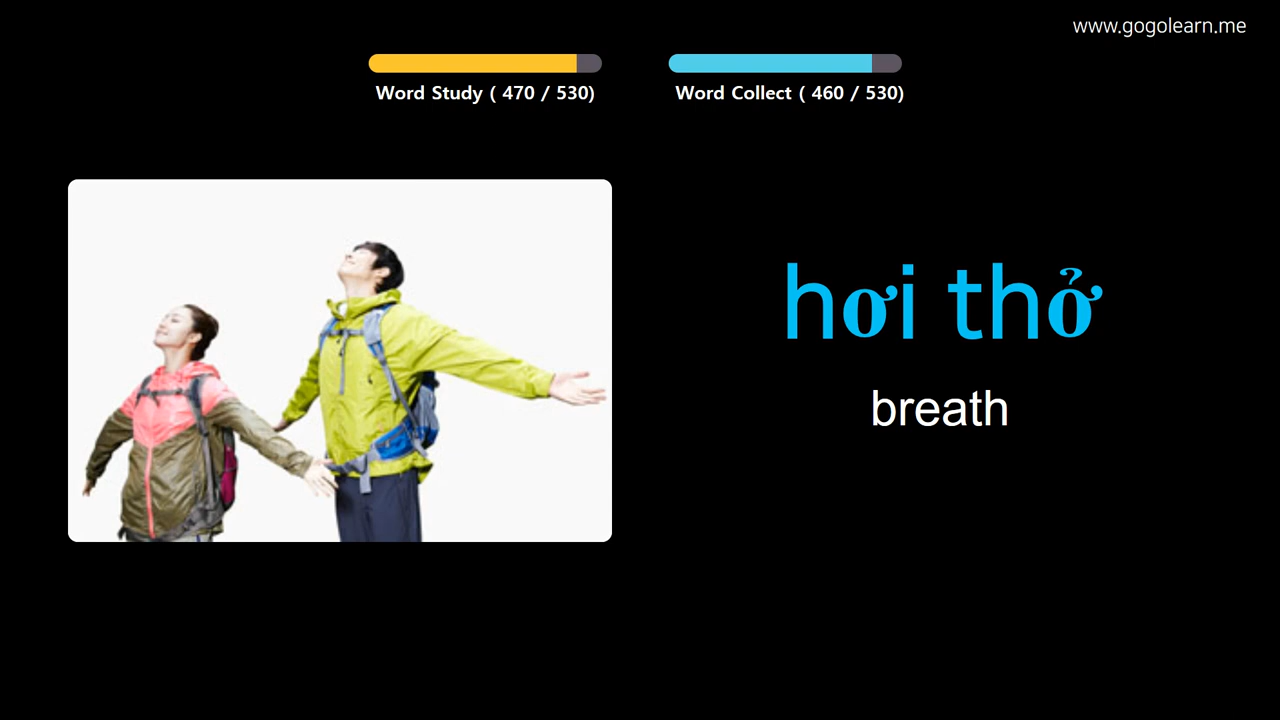 www.gogolearn.me
Word Study ( 470 / 530)
Word Collect ( 460 / 530)
hơi thở
breath